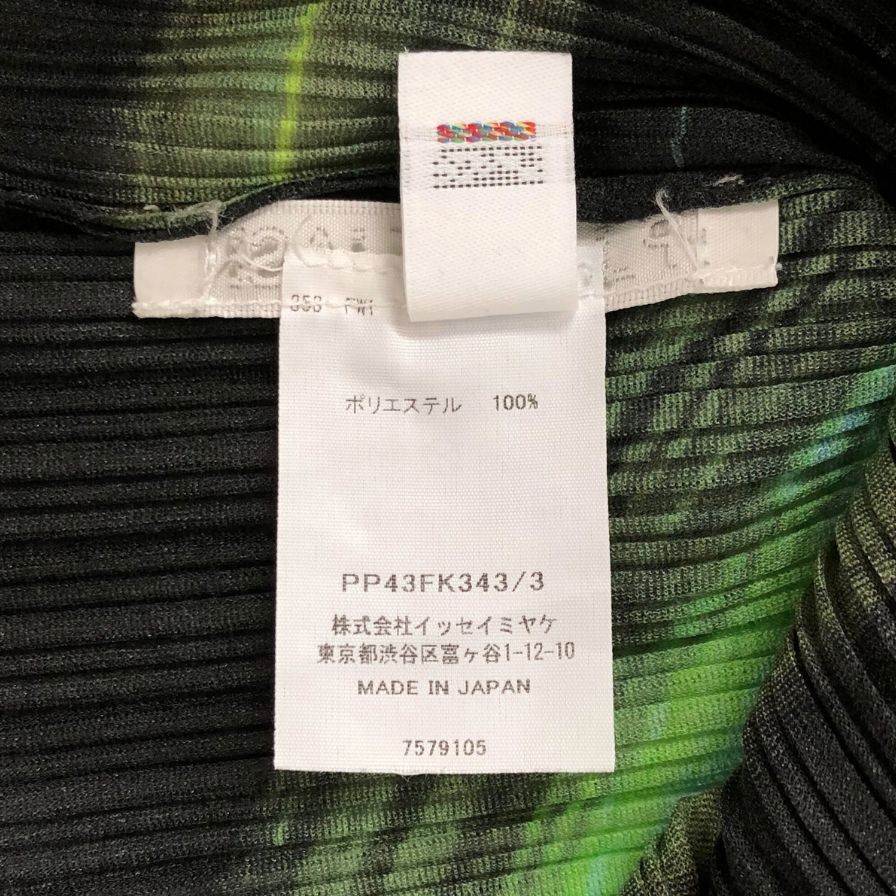 ポリエステル 100%
PP43FK343/3
株式会社イッセイミヤケ
東京都渋谷区富ヶ谷1-12-10
MADE IN JAPAN
7579105